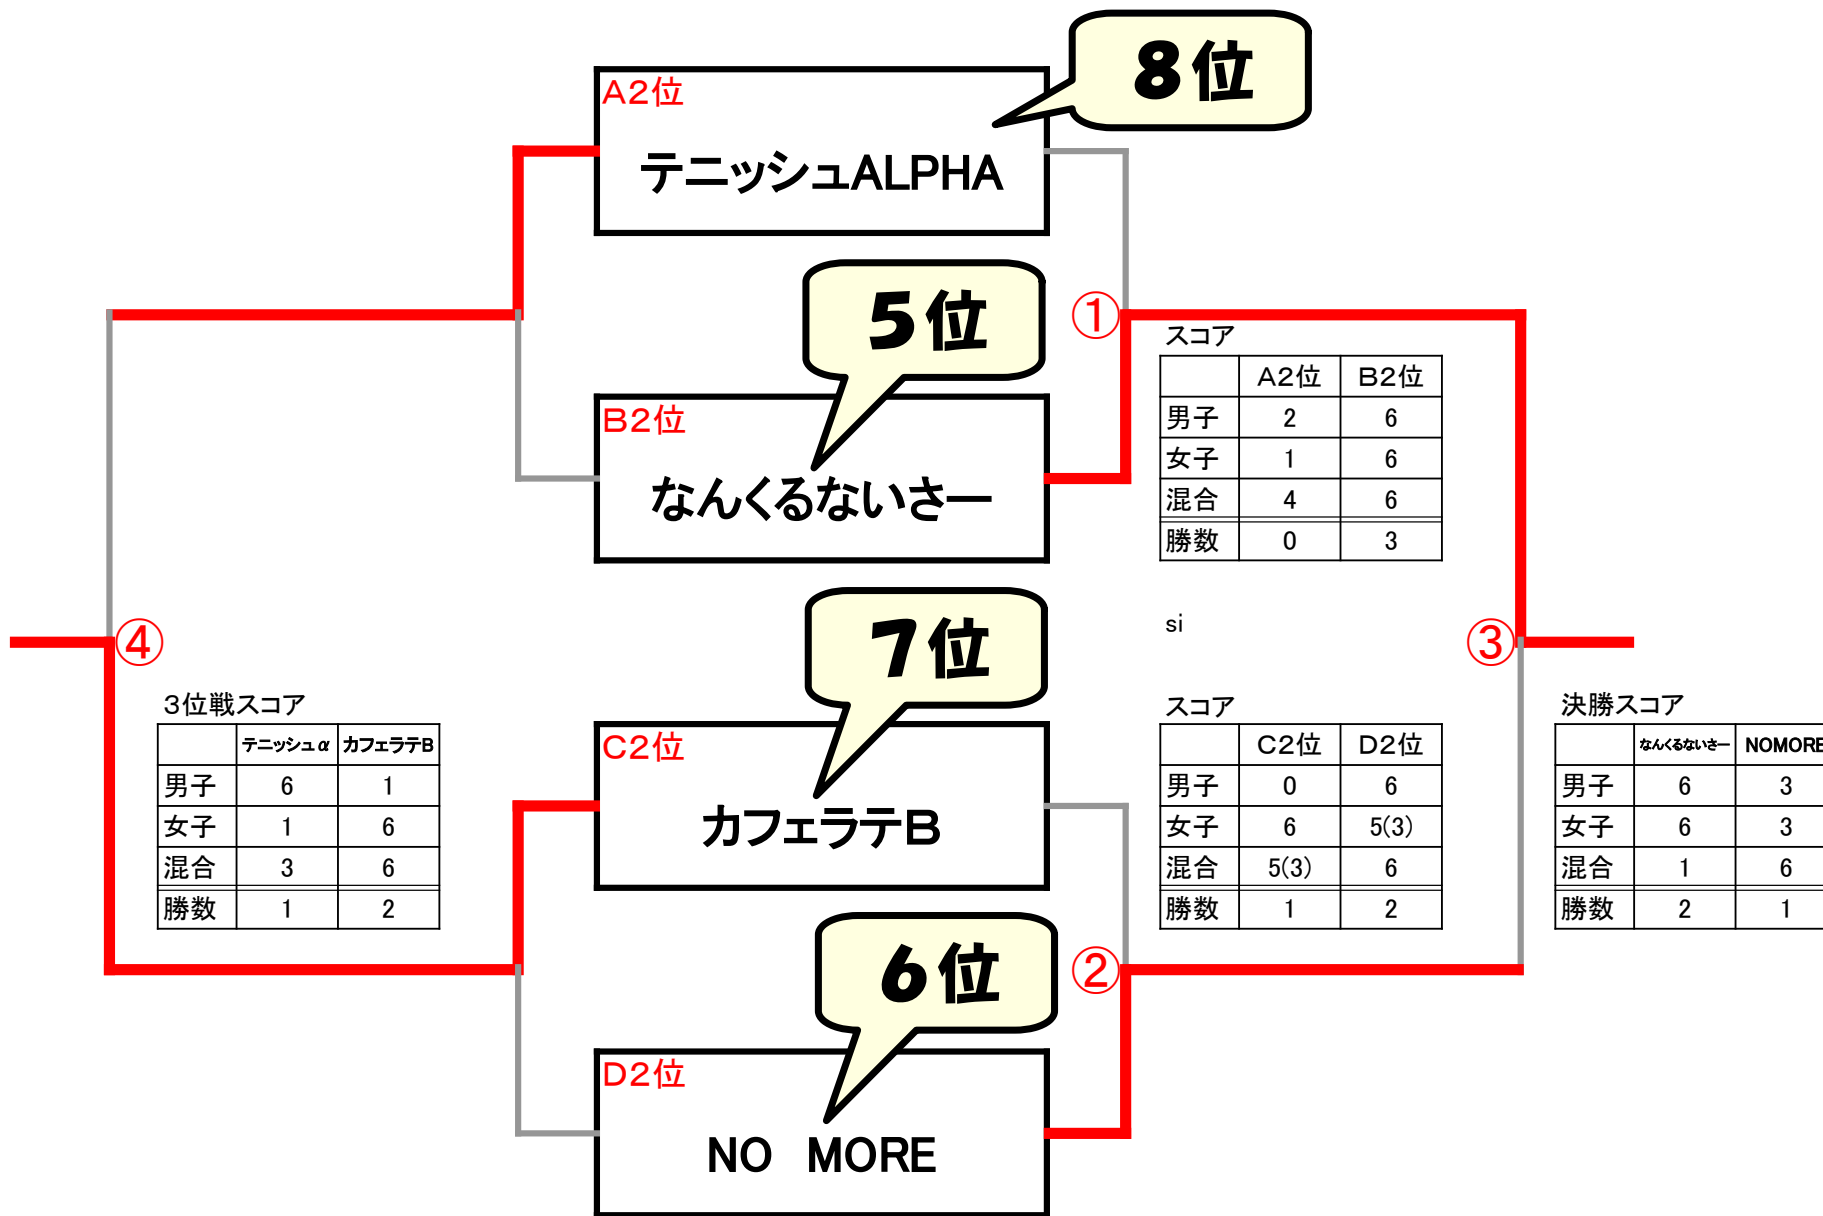 8位
A2位
テニッシュALPHA
5位
①
スコア
A2位 B2位
男子 2 6
女子 1 6
混合 4 6
勝数 0 3
B2位
なんくるないさー
si
7位
④
③
3位戦スコア
テニッシュα カフェラテB
男子 6 1
女子 1 6
混合 3 6
勝数 1 2
C2位
カフェラテB
スコア
C2位 D2位
男子 0 6
女子 6 5(3)
混合 5(3) 6
勝数 1 2
決勝スコア
なんくるないさー NOMORE
男子 6 3
女子 6 3
混合 1 6
勝数 2 1
6位
②
D2位
NO MORE